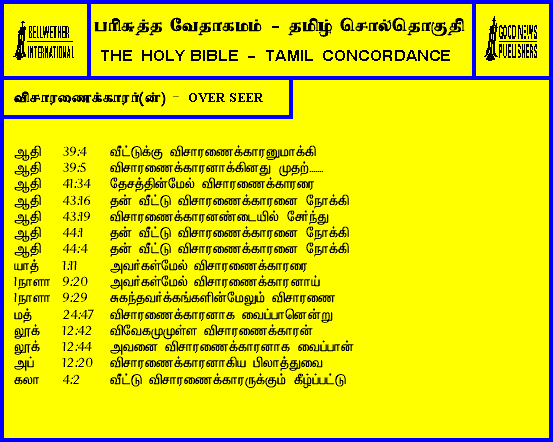 BELLWETHER
INTERNATIONAL
பரிசுத்த வேதாகமம் - தமிழ் சொல்தொகுதி
THE HOLY BIBLE - TAMIL CONCORDANCE
GOOD NEWS
PUBLISHERS
விசாரணைக்காரர்(ன்) - OVER SEER
ஆதி 39:4 வீட்டுக்கு விசாரணைக்காரனுமாக்கி
ஆதி 39:5 விசாரணைக்காரனாக்கினது முதற்.......
ஆதி 41:34 தேசத்தின்மேல் விசாரணைக்காரரை
ஆதி 43:16 தன் வீட்டு விசாரணைக்காரனை நோக்கி
ஆதி 43:19 விசாரணைக்காரனண்டையில் சேர்ந்து
ஆதி 44:1 தன் வீட்டு விசாரணைக்காரனை நோக்கி
ஆதி 44:4 தன் வீட்டு விசாரணைக்காரனை நோக்கி
யாத் 1:11 அவர்கள்மேல் விசாரணைக்காரரை
1நாளா 9:20 அவர்கள்மேல் விசாரணைக்காரனாய்
1நாளா 9:29 சுகந்தவர்க்கங்களின்மேலும் விசாரணை
மத் 24:47 விசாரணைக்காரனாக வைப்பானென்று
லூக் 12:42 விவேகமுமுள்ள விசாரணைக்காரன்
லூக் 12:44 அவனை விசாரணைக்காரனாக வைப்பான்
அப் 12:20 விசாரணைக்காரனாகிய பிலாத்துவை
கலா 4:2 வீட்டு விசாரணைக்காரருக்கும் கீழ்ப்பட்டு